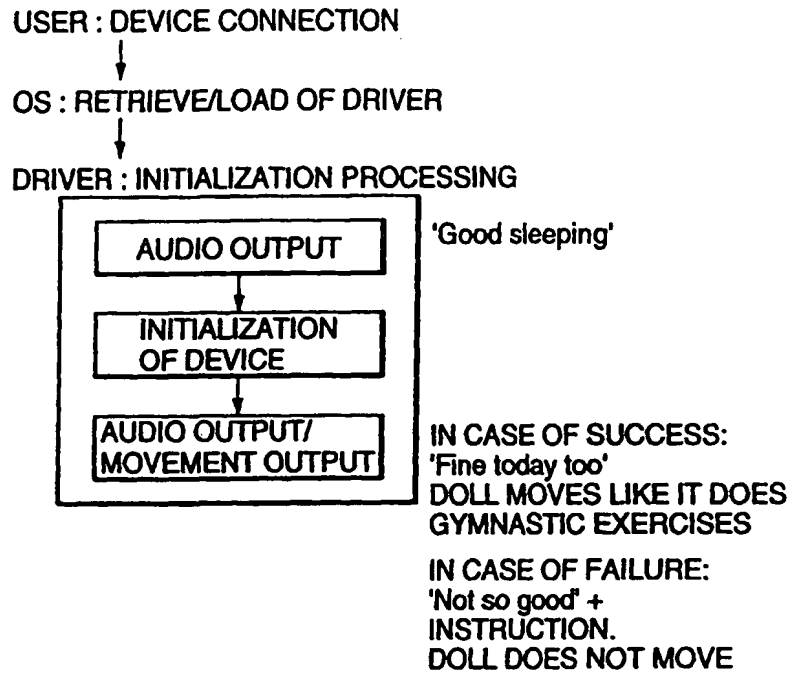 USER : DEVICE CONNECTION
OS : RETRIEVE/LOAD OF DRIVER
DRIVER : INITIALIZATION PROCESSING
AUDIO OUTPUT
'Good sleeping'
INITIALIZATION
OF DEVICE
AUDIO OUTPUT/
MOVEMENT OUTPUT
IN CASE OF SUCCESS:
'Fine today too'
DOLL MOVES LIKE IT DOES
GYMNASTIC EXERCISES
IN CASE OF FAILURE:
'Not so good' +
INSTRUCTION.
DOLL DOES NOT MOVE